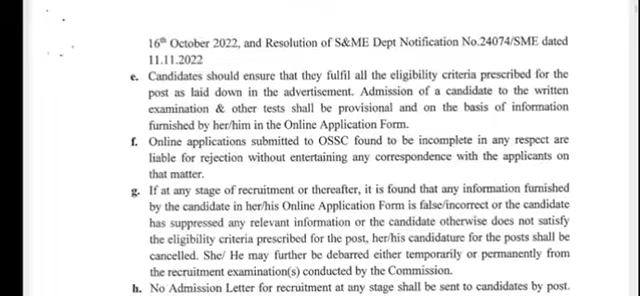 16th October 2022, and Resolution of S&ME Dept Notification No.24074/SME dated
11.11.2022
e. Candidates should ensure that they fulfil all the eligibility criteria prescribed for the
post as laid down in the advertisement. Admission of a candidate to the written
examination & other tests shall be provisional and on the basis of information
furnished by her/him in the Online Application Form.
f. Online applications submitted to OSSC found to be incomplete in any respect are
liable for rejection without entertaining any correspondence with the applicants on
that matter.
g. If at any stage of recruitment or thereafter, it is found that any information furnished
by the candidate in her/his Online Application Form is false/incorrect or the candidate
has suppressed any relevant information or the candidate otherwise does not satisfy
the eligibility criteria prescribed for the post, her/his candidature for the posts shall be
cancelled. She/ He may further be debarred either temporarily or permanently from
the recruitment examination(s) conducted by the Commission.
h. No Admission Letter for recruitment at any stage shall be sent to candidates by post.